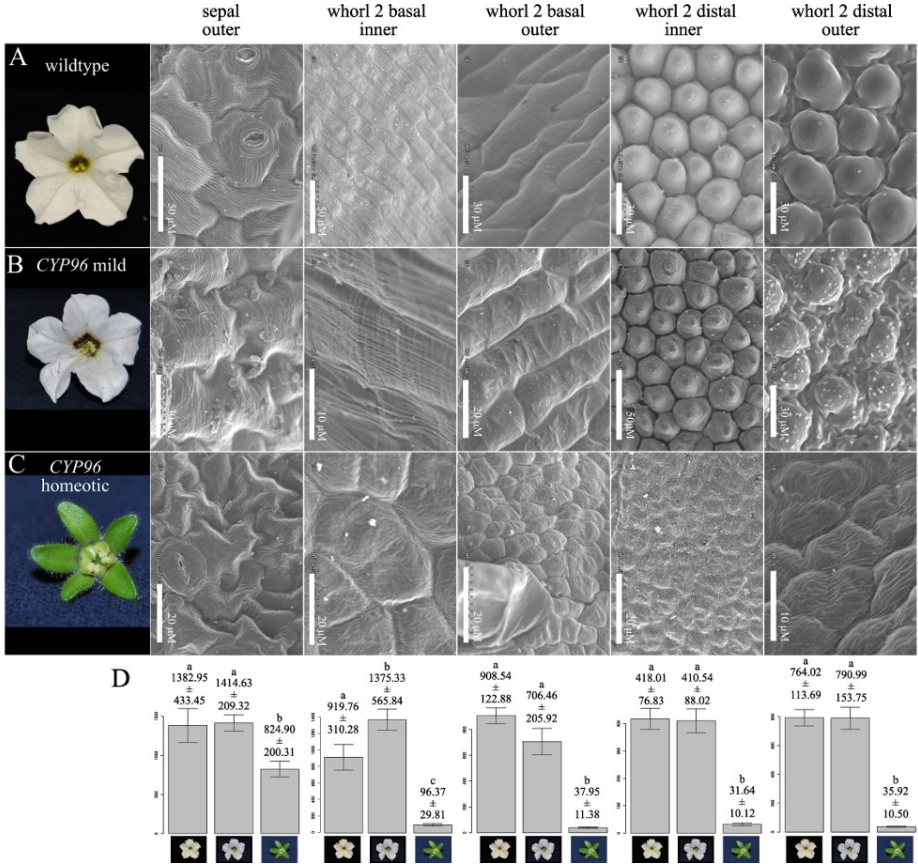 sepal
outer
whorl 2 basal
inner
whorl 2 basal
outer
whorl 2 distal
inner
whorl 2 distal
outer
A
wildtype
50 µM
50 µM
30 µM
30 µM
30 µM
B
CYP96 mild
10 µM
20 µM
50µM
30 µM
C
CYP96
homeotic
20 µM
20 µM
20 µM
10 µM
D
a
1382.95
±
433.45
a
1414.63
±
209.32
b
824.90
±
200.31
a
919.76
±
310.28
b
1375.33
±
565.84
c
96.37
±
29.81
a
908.54
±
122.88
a
706.46
±
205.92
b
37.95
±
11.38
a
418.01
±
76.83
a
410.54
±
88.02
b
31.64
±
10.12
a
764.02
±
113.69
a
790.99
±
153.75
b
35.92
±
10.50